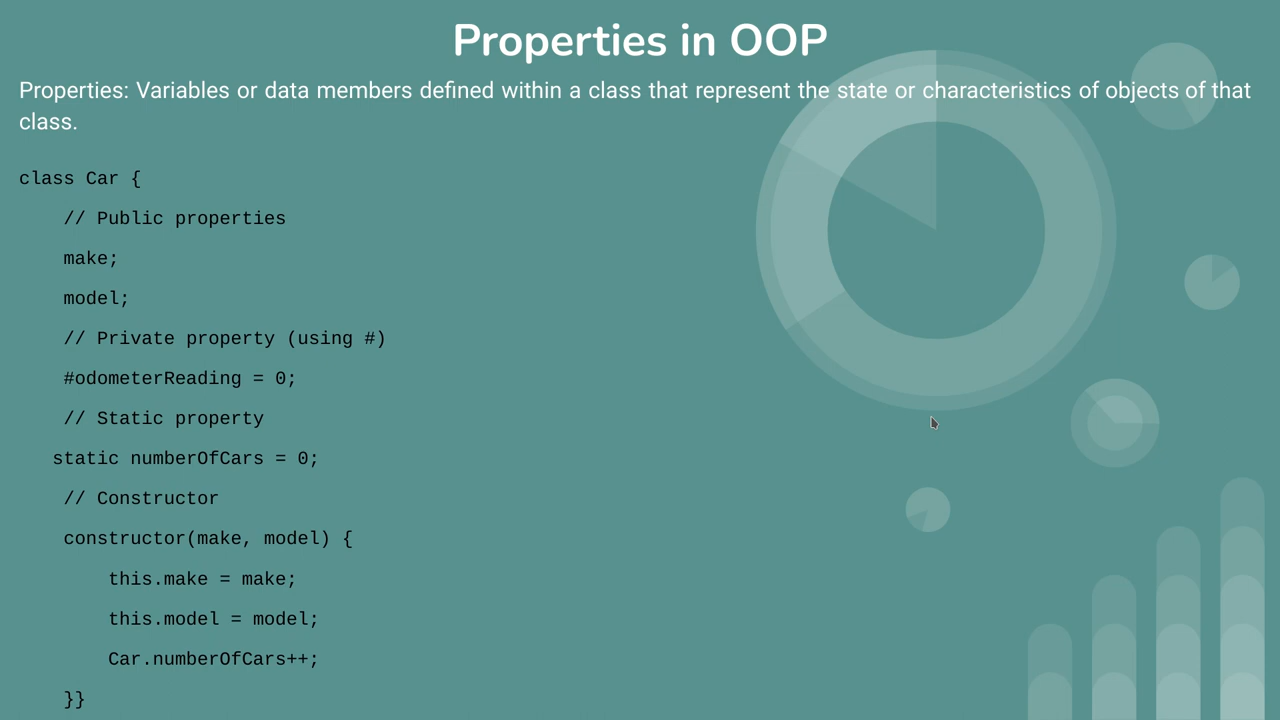 Properties in OOP
Properties: Variables or data members defined within a class that represent the state or characteristics of objects of that
class.
class Car {
    // Public properties
    make;
    model;
    // Private property (using #)
    #odometerReading = 0;
    // Static property
   static numberOfCars = 0;
    // Constructor
    constructor(make, model) {
        this.make = make;
        this.model = model;
        Car.numberOfCars++;
    }}